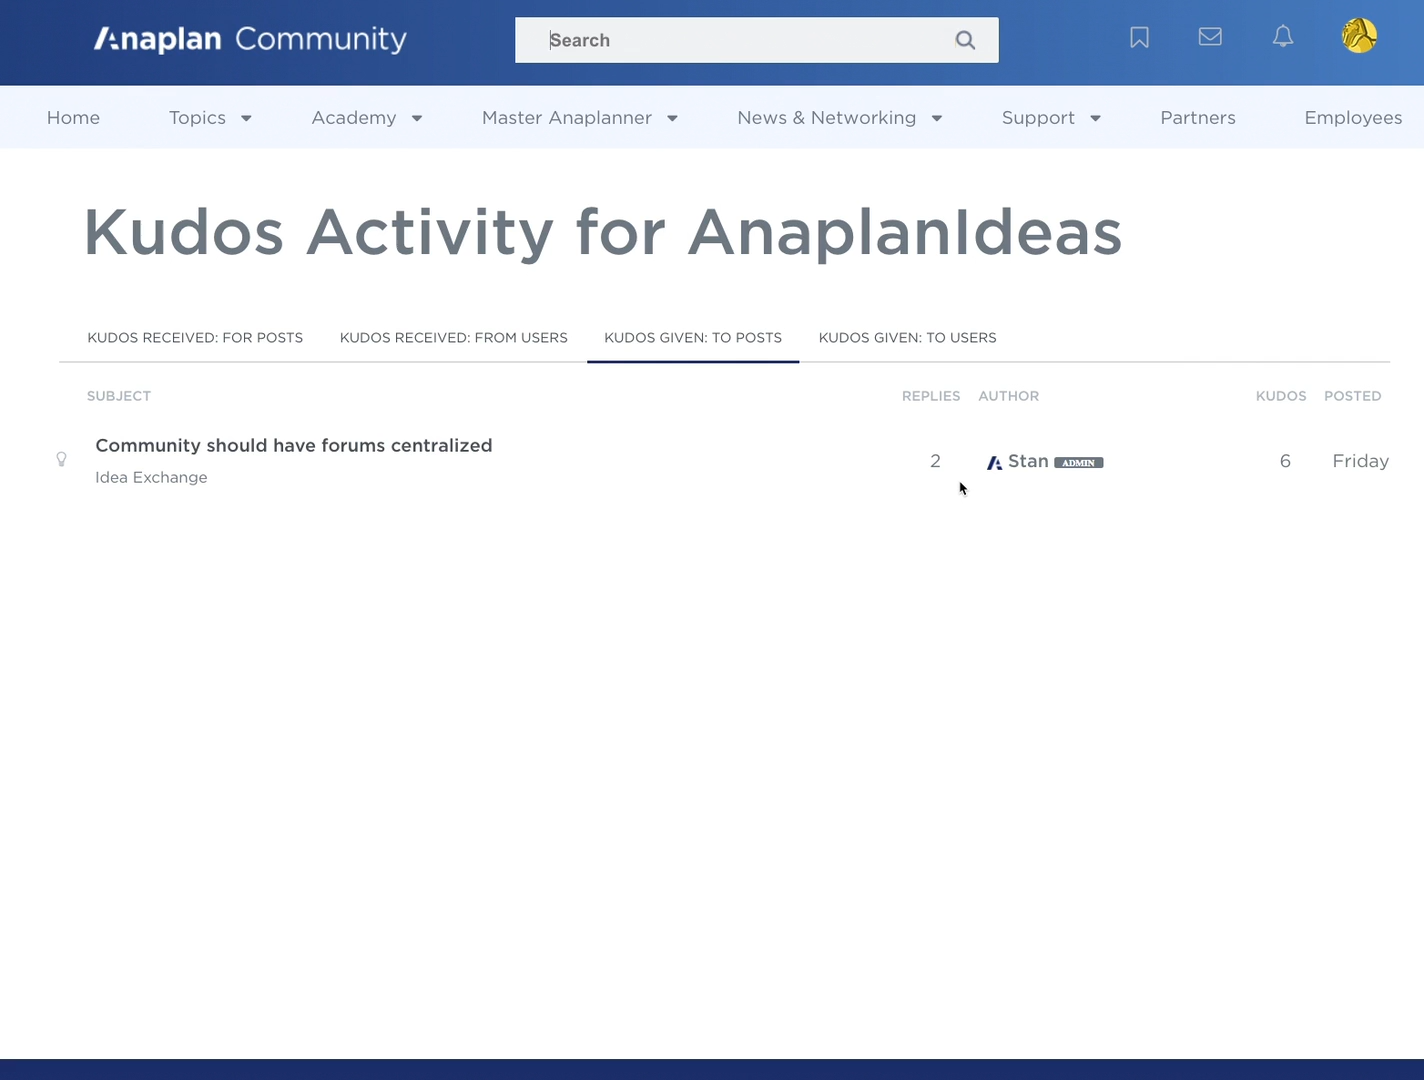 Anaplan Community
Search
Home Topics Academy Master Anaplanner News & Networking Support Partners Employees
Kudos Activity for AnaplanIdeas
KUDOS RECEIVED: FOR POSTS KUDOS RECEIVED: FROM USERS KUDOS GIVEN: TO POSTS KUDOS GIVEN: TO USERS
SUBJECT REPLIES AUTHOR KUDOS POSTED
Community should have forums centralized
2 Stan ADMIN 6 Friday
Idea Exchange